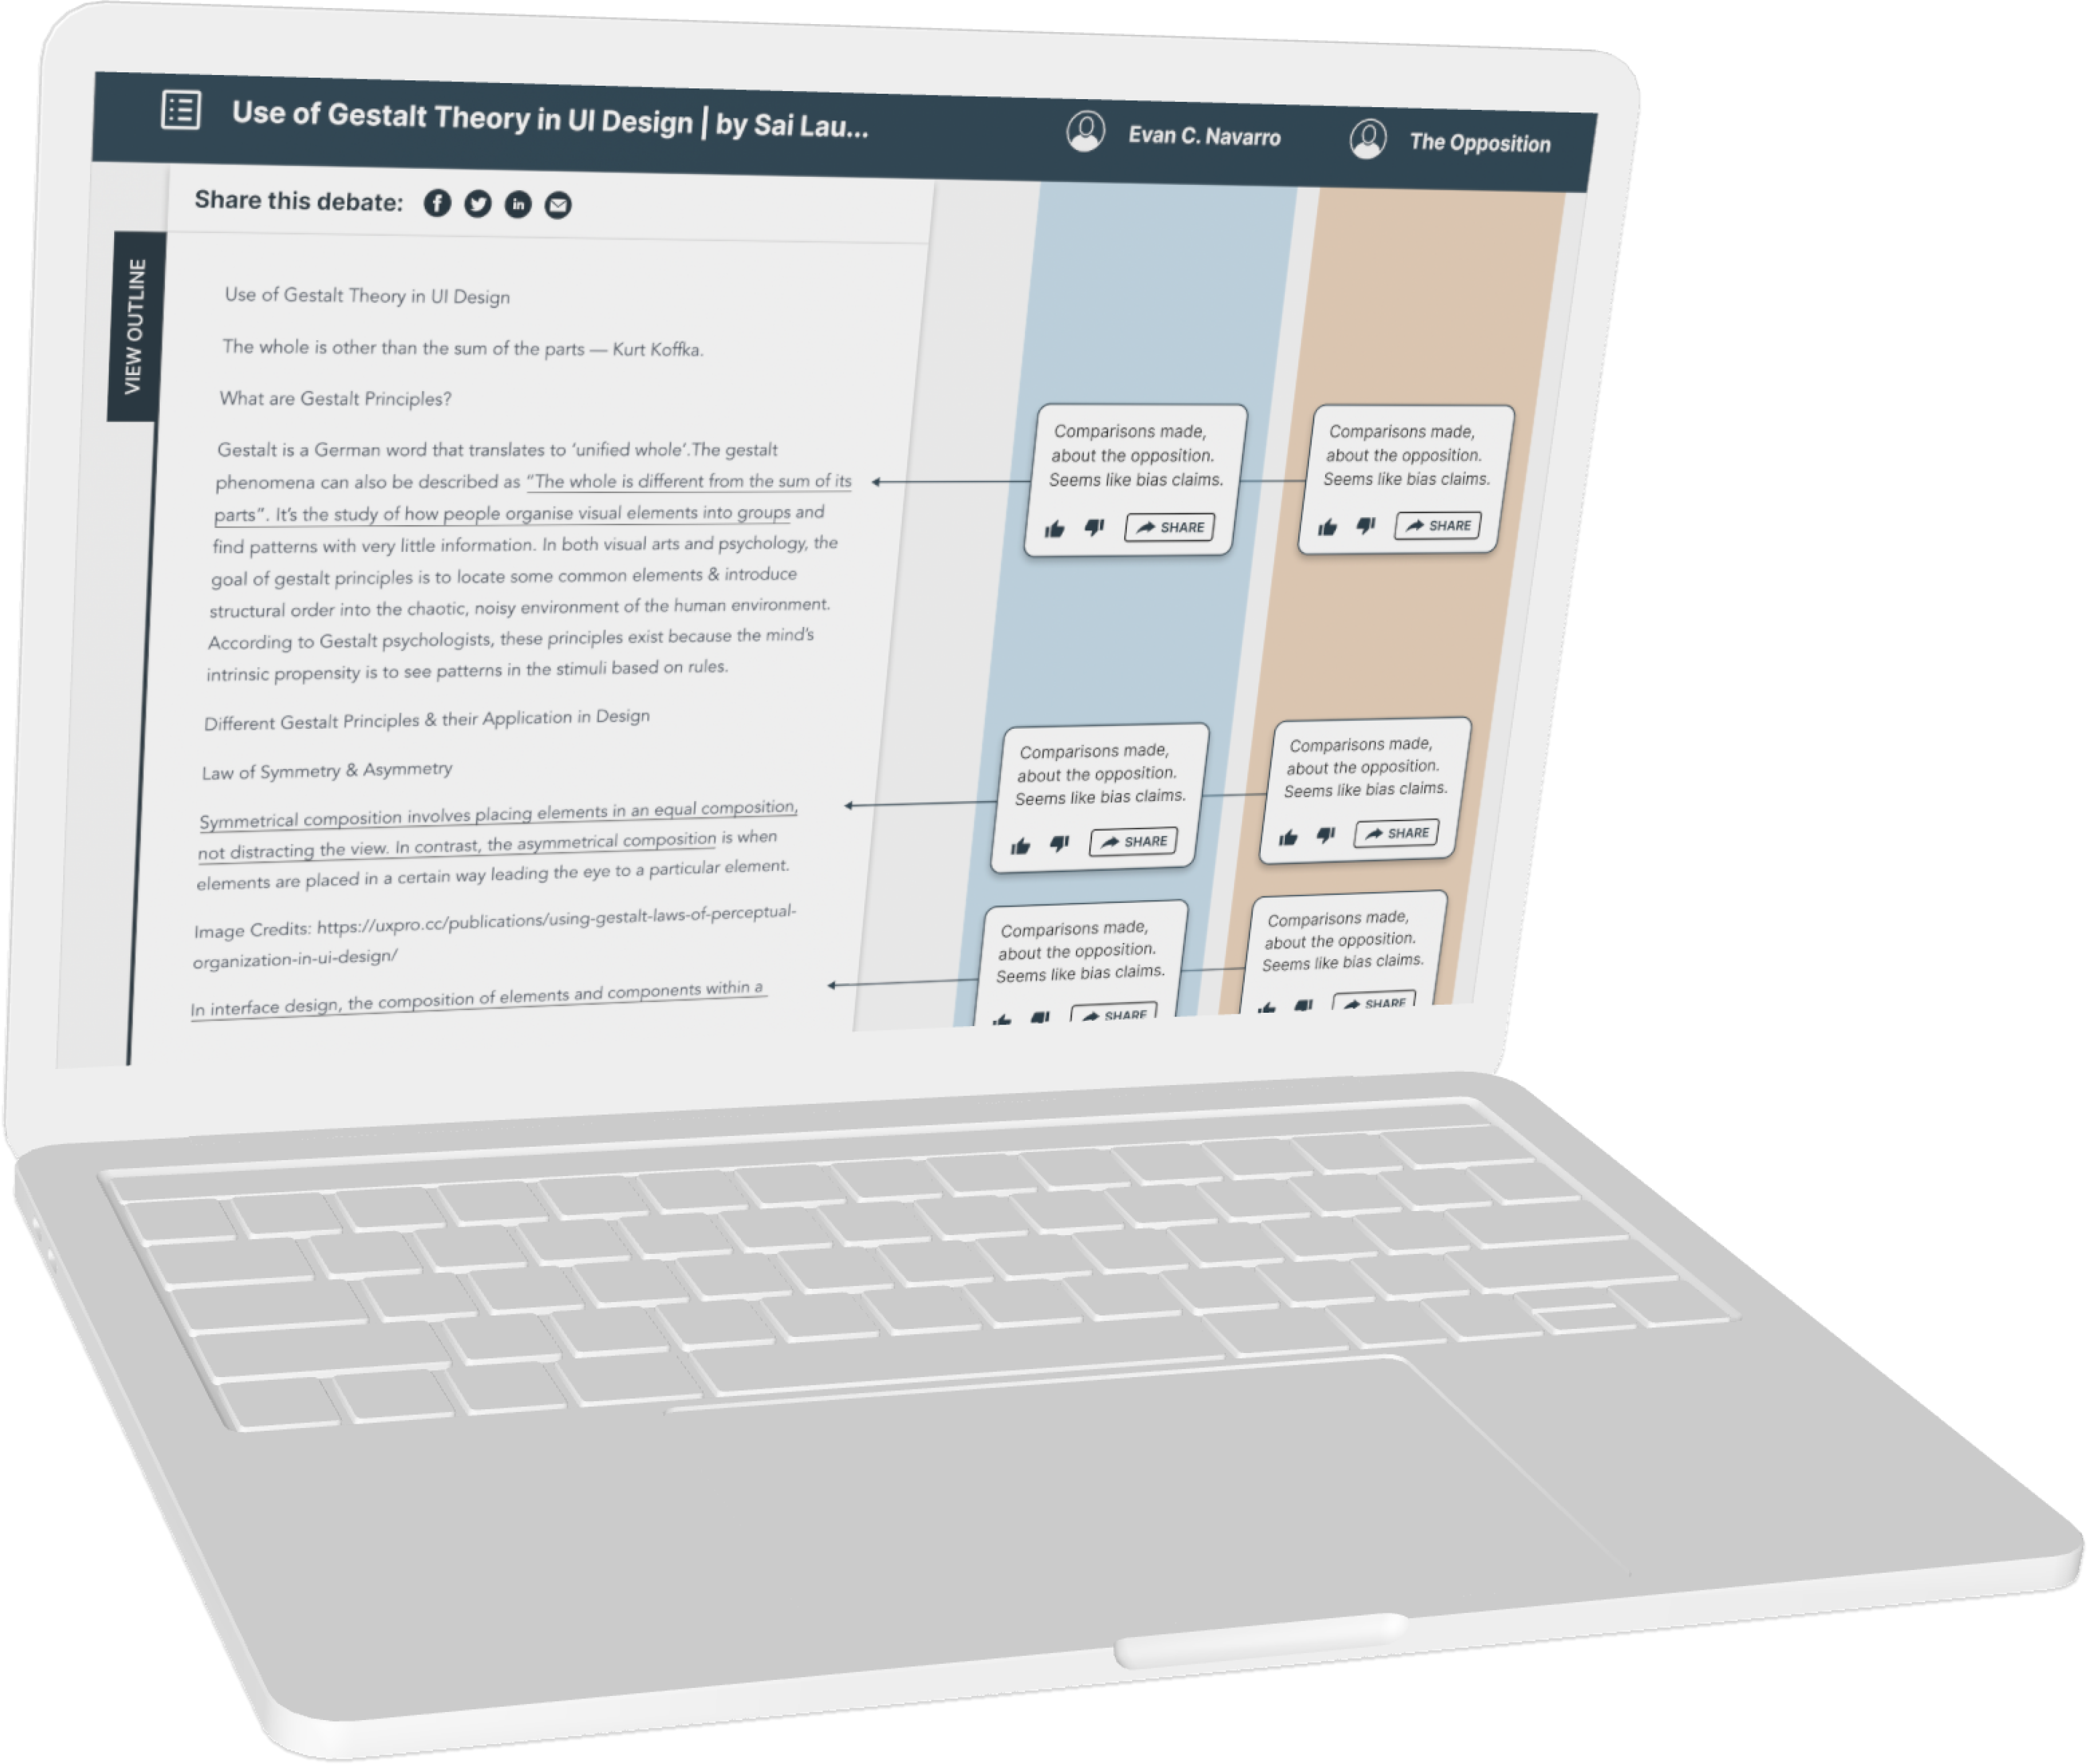 Use of Gestalt Theory in UI Design | by Sai Lau...
Evan C. Navarro
The Opposition
Share this debate:
VIEW OUTLINE
Use of Gestalt Theory in UI Design
The whole is other than the sum of the parts — Kurt Koffka.
What are Gestalt Principles?
Gestalt is a German word that translates to ‘unified whole’.The gestalt
phenomena can also be described as “The whole is different from the sum of its
parts”. It’s the study of how people organise visual elements into groups and
find patterns with very little information. In both visual arts and psychology, the
goal of gestalt principles is to locate some common elements & introduce
structural order into the chaotic, noisy environment of the human environment.
According to Gestalt psychologists, these principles exist because the mind’s
intrinsic propensity is to see patterns in the stimuli based on rules.
Different Gestalt Principles & their Application in Design
Law of Symmetry & Asymmetry
Symmetrical composition involves placing elements in an equal composition,
not distracting the view. In contrast, the asymmetrical composition is when
elements are placed in a certain way leading the eye to a particular element.
Image Credits: https://uxpro.cc/publications/using-gestalt-laws-of-perceptual-
organization-in-ui-design/
In interface design, the composition of elements and components within a
Comparisons made,
about the opposition.
Seems like bias claims.
SHARE
Comparisons made,
about the opposition.
Seems like bias claims.
SHARE
Comparisons made,
about the opposition.
Seems like bias claims.
SHARE
Comparisons made,
about the opposition.
Seems like bias claims.
SHARE
Comparisons made,
about the opposition.
Seems like bias claims.
SHARE
Comparisons made,
about the opposition.
Seems like bias claims.
SHARE